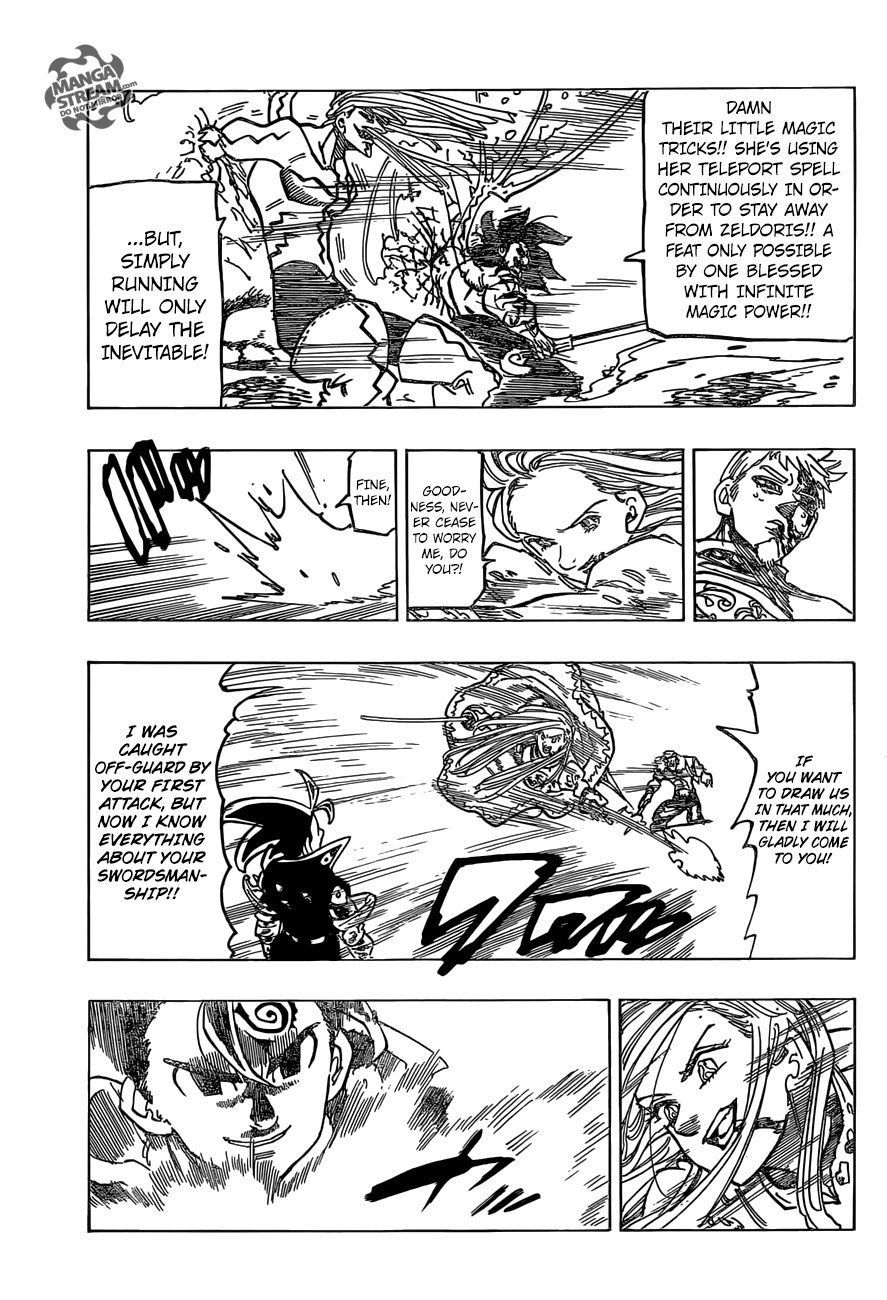 MANGA
STREAM.com
DO NOT MIRROR
DAMN
THEIR LITTLE MAGIC
TRICKS!! SHE'S USING
HER TELEPORT SPELL
CONTINUOUSLY IN OR-
DER TO STAY AWAY
FROM ZELDORIS!! A
FEAT ONLY POSSIBLE
BY ONE BLESSED
WITH INFINITE
MAGIC POWER!!
...BUT,
SIMPLY
RUNNING
WILL ONLY
DELAY THE
INEVITABLE!
GOOD-
NESS, NEV-
ER CEASE
TO WORRY
ME, DO
YOU?!
FINE,
THEN!
IF
YOU WANT
TO DRAW US
IN THAT MUCH,
THEN I WILL
GLADLY COME
TO YOU!
I WAS
CAUGHT
OFF-GUARD BY
YOUR FIRST
ATTACK, BUT
NOW I KNOW
EVERYTHING
ABOUT YOUR
SWORDSMAN-
SHIP!!